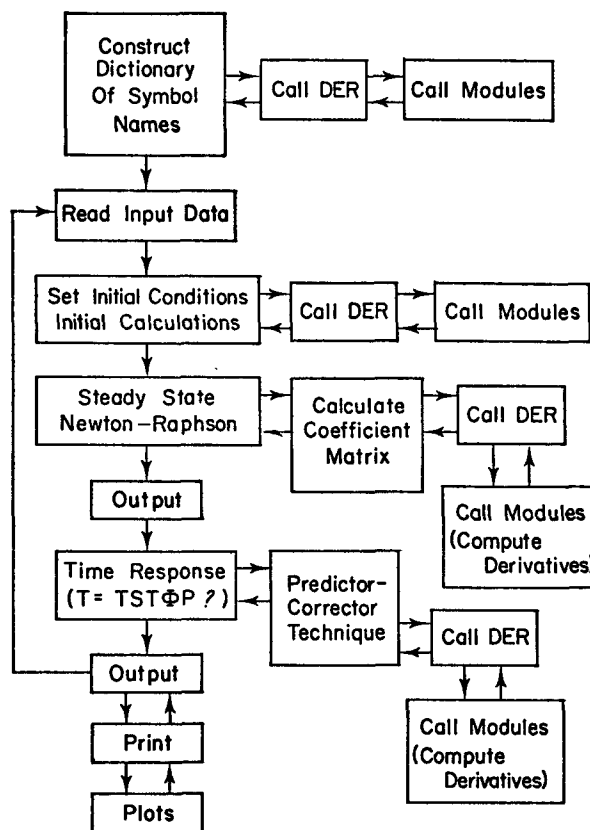 Construct
Dictionary
Of Symbol
Names
Call DER
Call Modules
Read Input Data
Set Initial Conditions
Initial Calculations
Call DER
Call Modules
Steady State
Newton-Raphson
Calculate
Coefficient
Matrix
Call DER
Call Modules
(Compute
Derivatives)
Output
Time Response
(T= TSTΦP ?)
Predictor-
Corrector
Technique
Call DER
Call Modules
(Compute
Derivatives)
Output
Print
Plots